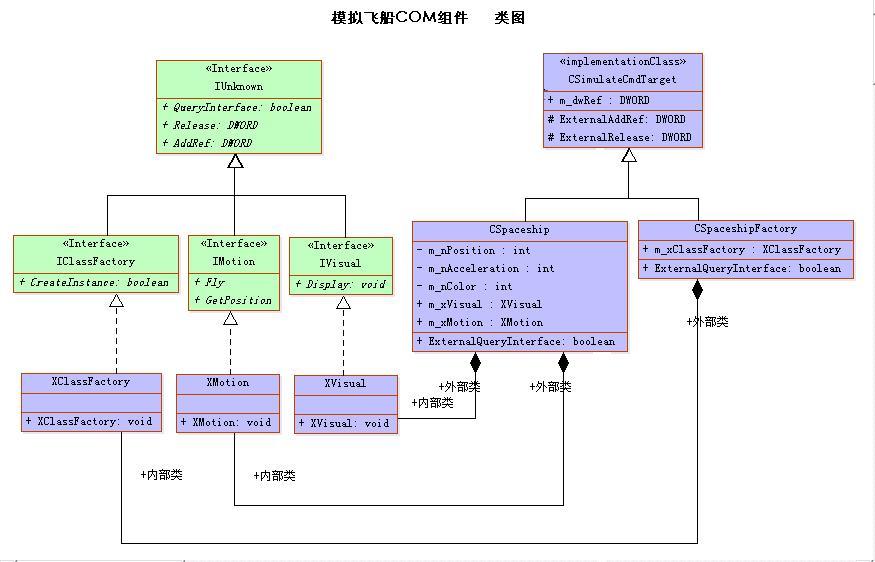 模拟飞船COM组件 类图
«Interface»
IUnknown
+ QueryInterface: boolean
+ Release: DWORD
+ AddRef: DWORD
«implementationClass»
CSimulateCmdTarget
+ m_dwRef : DWORD
# ExternalAddRef: DWORD
# ExternalRelease: DWORD
«Interface»
IClassFactory
+ CreateInstance: boolean
«Interface»
IMotion
+ Fly
+ GetPosition
«Interface»
IVisual
+ Display: void
CSpaceship
- m_nPosition : int
- m_nAcceleration : int
- m_nColor : int
+ m_xVisual : XVisual
+ m_xMotion : XMotion
+ ExternalQueryInterface: boolean
CSpaceshipFactory
+ m_xClassFactory : XClassFactory
+ ExternalQueryInterface: boolean
+外部类
XClassFactory
+ XClassFactory: void
XMotion
+ XMotion: void
XVisual
+ XVisual: void
+外部类
+内部类
+外部类
+内部类
+内部类